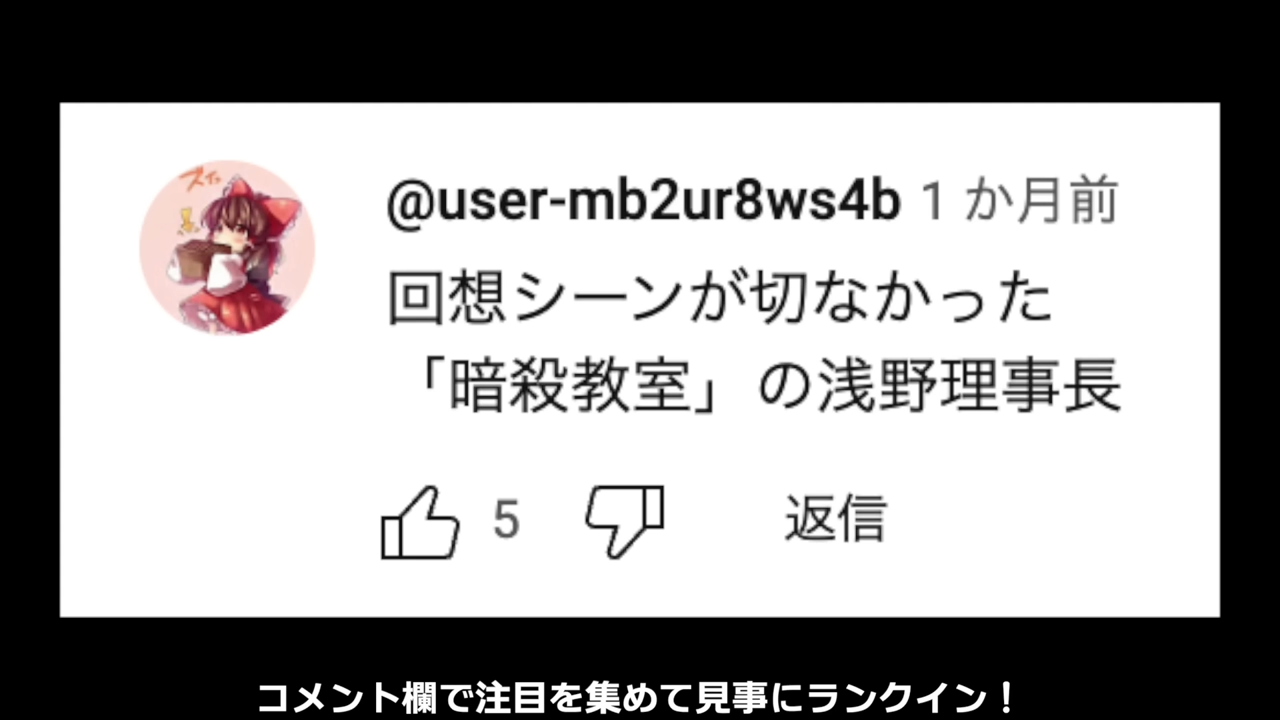 @user-mb2ur8ws4b 1 か月前
回想シーンが切なかった
「暗殺教室」の浅野理事長
5 返信
コメント欄で注目を集めて見事にランクイン！